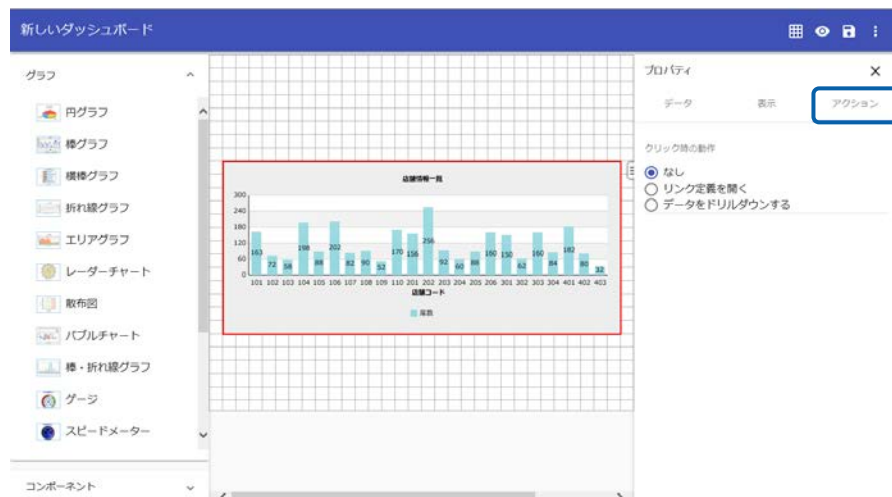 新しいダッシュボード
グラフ
円グラフ
棒グラフ
横棒グラフ
折れ線グラフ
エリアグラフ
レーダーチャート
散布図
バブルチャート
棒・折れ線グラフ
ゲージ
スピードメーター
コンポーネント
店舗情報一覧
300
240
180
120
60
0
163 72 58 198 88 202 82 90 52 170 156 256 92 60 88 160 150 62 160 84 182 80 32
101 102 103 104 105 106 107 108 109 110 201 202 203 204 205 206 301 302 303 304 401 402 403
店舗コード
席数
プロパティ
データ 表示 アクション
クリック時の動作
なし
リンク定義を開く
データをドリルダウンする